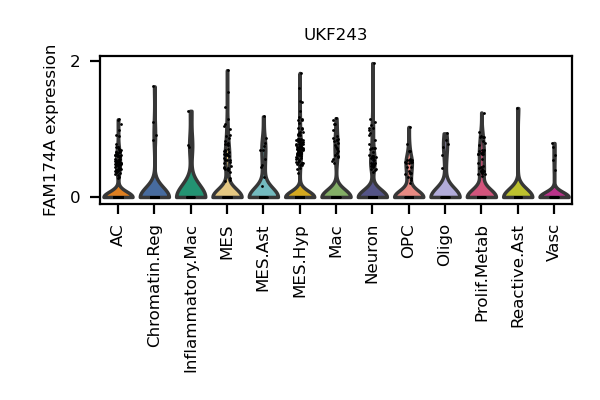 UKF243
FAM174A expression
2
0
AC
Chromatin.Reg
Inflammatory.Mac
MES
MES.Ast
MES.Hyp
Mac
Neuron
OPC
Oligo
Prolif.Metab
Reactive.Ast
Vasc